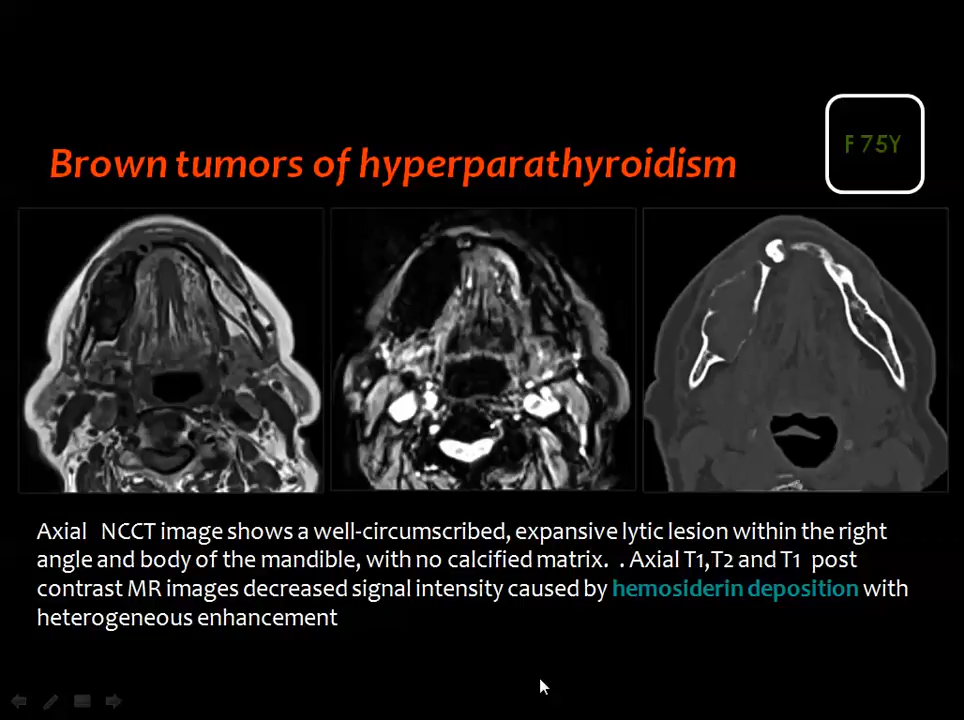 F 75Y
Brown tumors of hyperparathyroidism
Axial NCCT image shows a well-circumscribed, expansive lytic lesion within the right
angle and body of the mandible, with no calcified matrix. . Axial T1,T2 and T1 post
contrast MR images decreased signal intensity caused by hemosiderin deposition with
heterogeneous enhancement